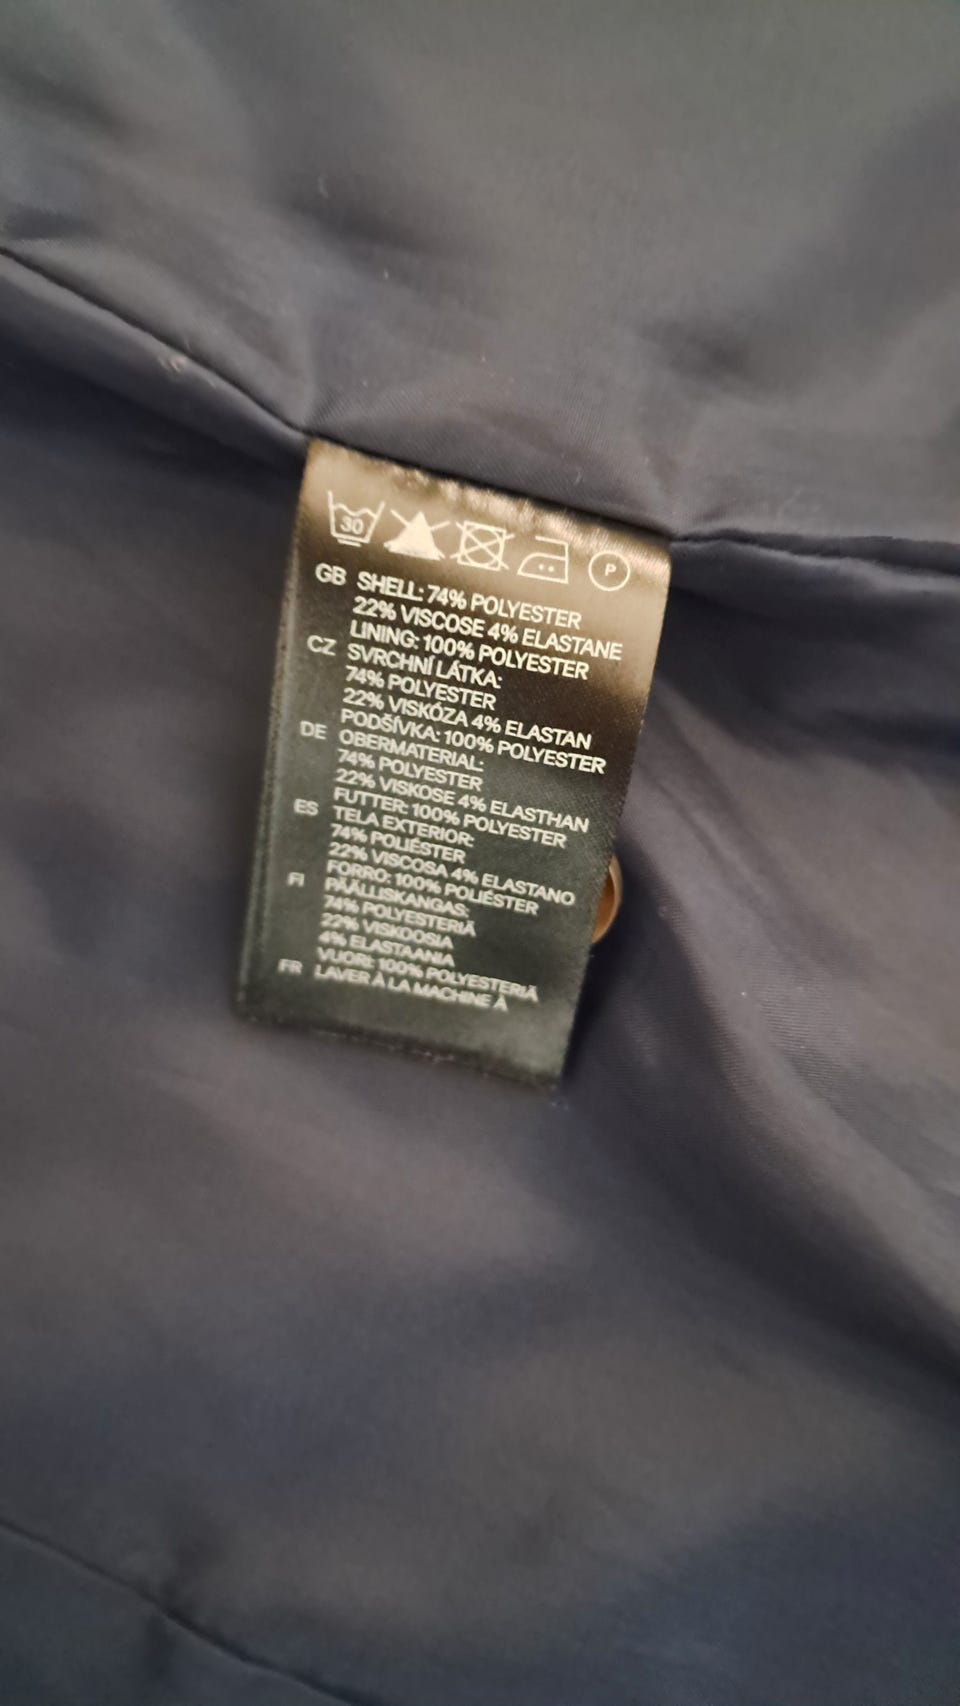 30
P
GB SHELL: 74% POLYESTER
22% VISCOSE 4% ELASTANE
LINING: 100% POLYESTER
CZ SVRCHNÍ LÁTKA:
74% POLYESTER
22% VISKÓZA 4% ELASTAN
PODŠÍVKA: 100% POLYESTER
DE OBERMATERIAL:
74% POLYESTER
22% VISKOSE 4% ELASTHAN
FUTTER: 100% POLYESTER
ES TELA EXTERIOR:
74% POLIÉSTER
22% VISCOSA 4% ELASTANO
FORRO: 100% POLIÉSTER
FI PÄÄLLISKANGAS:
74% POLYESTERIÄ
22% VISKOOSIA
4% ELASTAANIA
VUORI: 100% POLYESTERIÄ
FR LAVER À LA MACHINE À